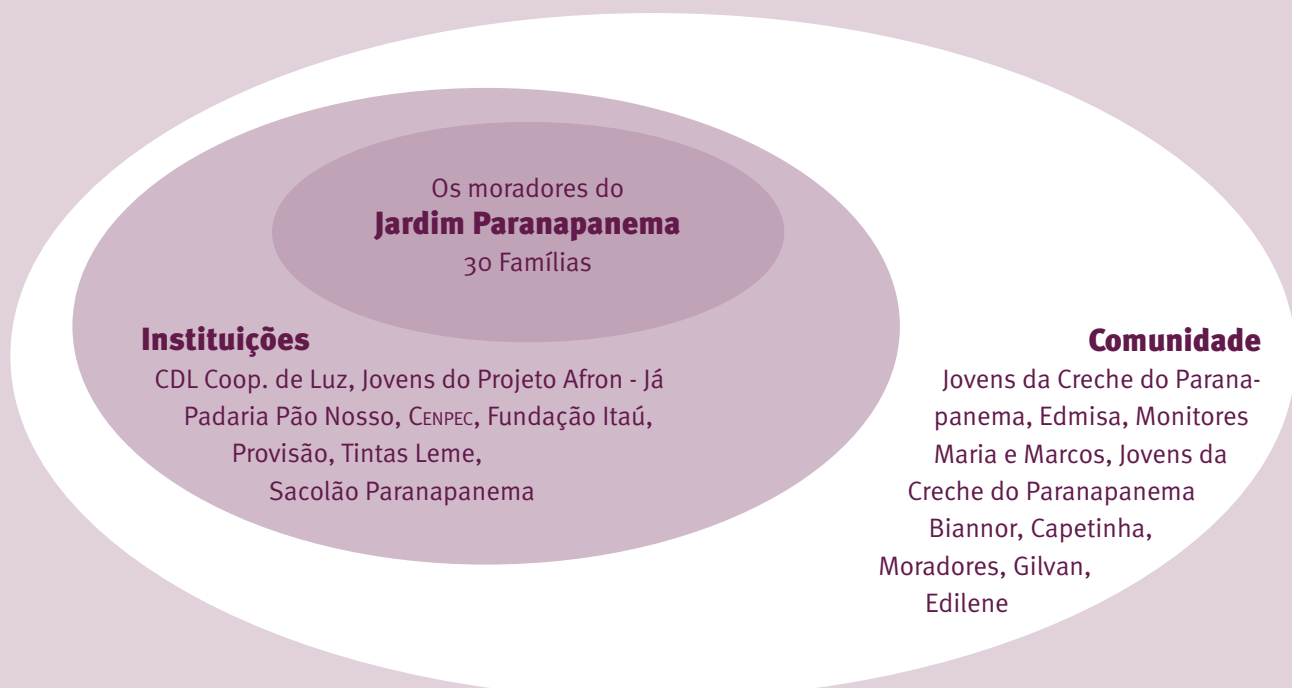 Os moradores do
Jardim Paranapanema
30 Famílias
Instituições
CDL Coop. de Luz, Jovens do Projeto Afron - Já
Padaria Pão Nosso, CENPEC, Fundação Itaú,
Provisão, Tintas Leme,
Sacolão Paranapanema
Comunidade
Jovens da Creche do Parana-
panema, Edmisa, Monitores
Maria e Marcos, Jovens da
Creche do Paranapanema
Biannor, Capetinha,
Moradores, Gilvan,
Edilene